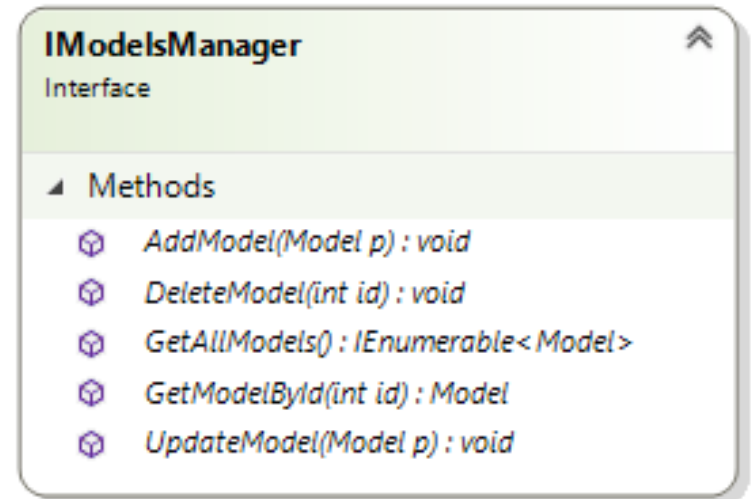 IModelsManager
Interface
Methods
AddModel(Model p) : void
DeleteModel(int id) : void
GetAllModels() : IEnumerable<Model>
GetModelById(int id) : Model
UpdateModel(Model p) : void